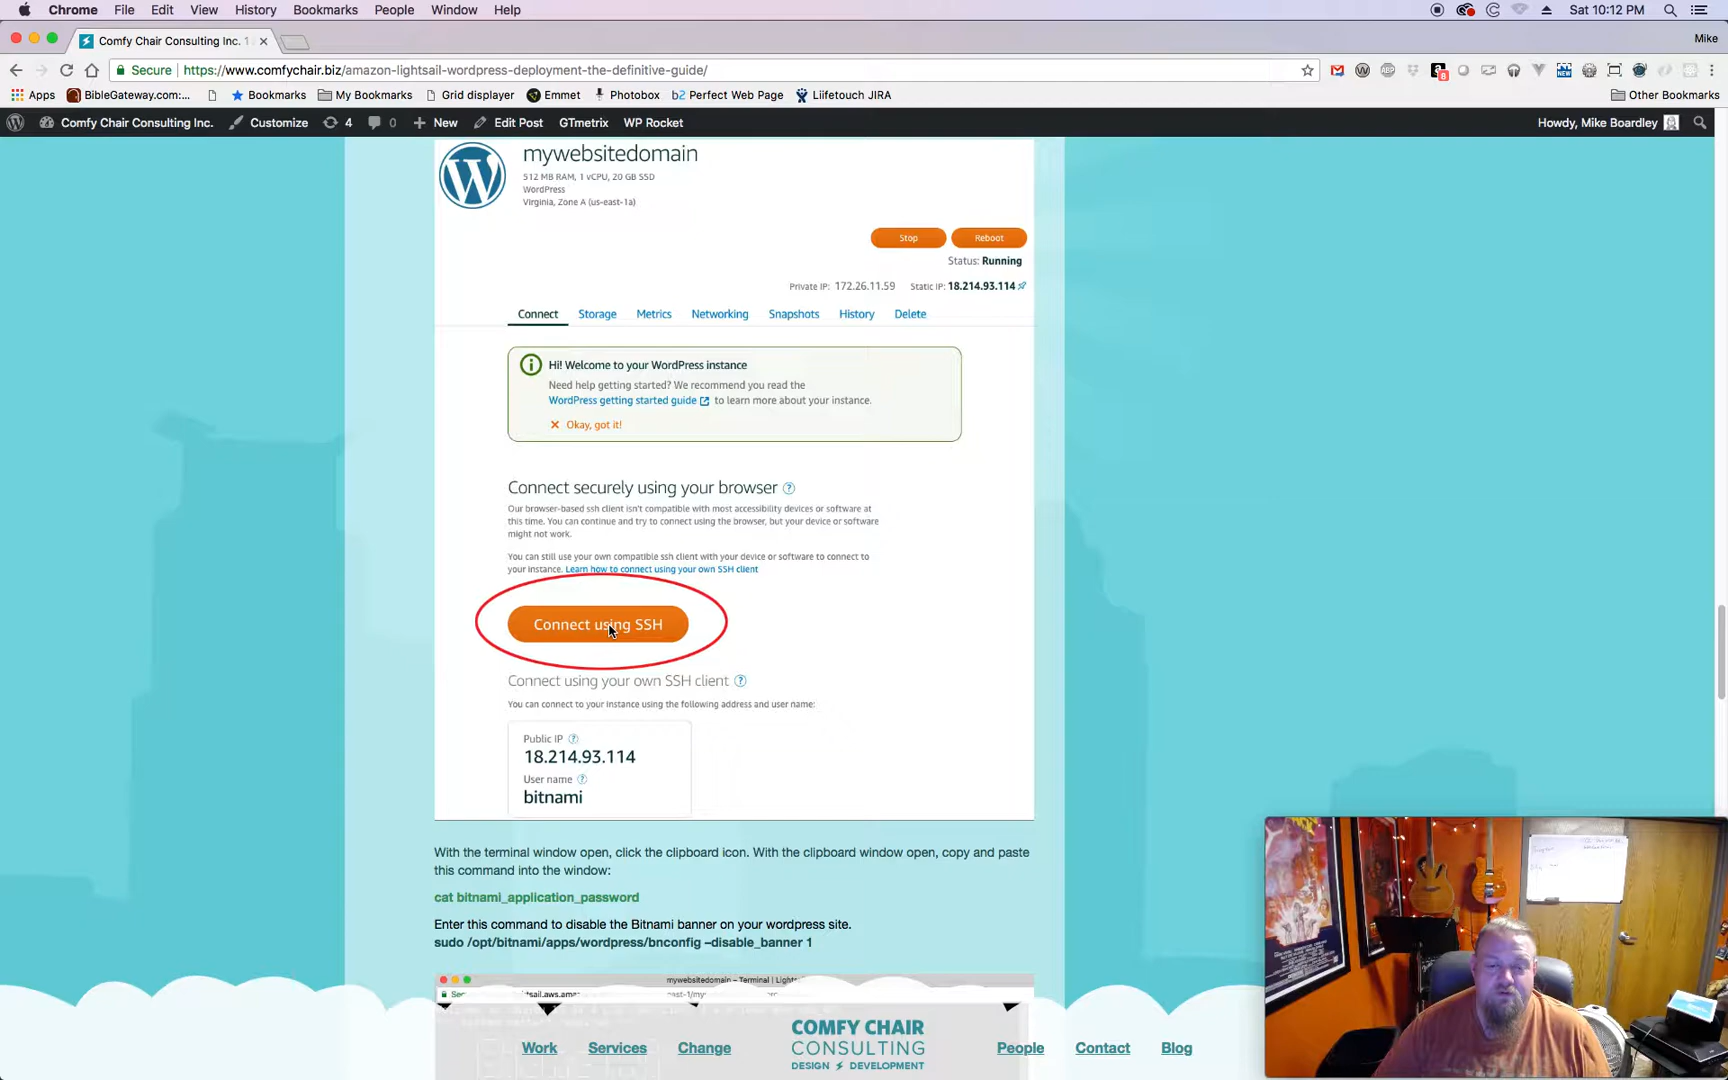 Chrome File Edit View History Bookmarks People Window Help Sat 10:12 PM
Comfy Chair Consulting Inc. Mike
Secure https://www.comfychair.biz/amazon-lightsail-wordpress-deployment-the-definitive-guide/
Apps BibleGateway.com:... Bookmarks My Bookmarks Grid displayer Emmet Photobox b2 Perfect Web Page Liifetouch JIRA Other Bookmarks
Comfy Chair Consulting Inc. Customize 4 0 New Edit Post GTmetrix WP Rocket Howdy, Mike Boardley
mywebsitedomain
512 MB RAM, 1 vCPU, 20 GB SSD
WordPress
Virginia, Zone A (us-east-1a)
Stop Reboot
Status: Running
Private IP: 172.26.11.59 Static IP: 18.214.93.114
Connect Storage Metrics Networking Snapshots History Delete
Hi! Welcome to your WordPress instance
Need help getting started? We recommend you read the
WordPress getting started guide to learn more about your instance.
Okay, got it!
Connect securely using your browser ?
Our browser-based ssh client isn't compatible with most accessibility devices or software at
this time. You can continue and try to connect using the browser, but your device or software
might not work.
You can still use your own compatible ssh client with your device or software to connect to
your instance. Learn how to connect using your own SSH client
Connect using SSH
Connect using your own SSH client ?
You can connect to your instance using the following address and user name:
Public IP ?
18.214.93.114
User name ?
bitnami
With the terminal window open, click the clipboard icon. With the clipboard window open, copy and paste
this command into the window:
cat bitnami_application_password
Enter this command to disable the Bitnami banner on your wordpress site.
sudo /opt/bitnami/apps/wordpress/bnconfig –disable_banner 1
mywebsitedomain – Terminal | Lights
COMFY CHAIR
CONSULTING
DESIGN DEVELOPMENT
Work Services Change People Contact Blog